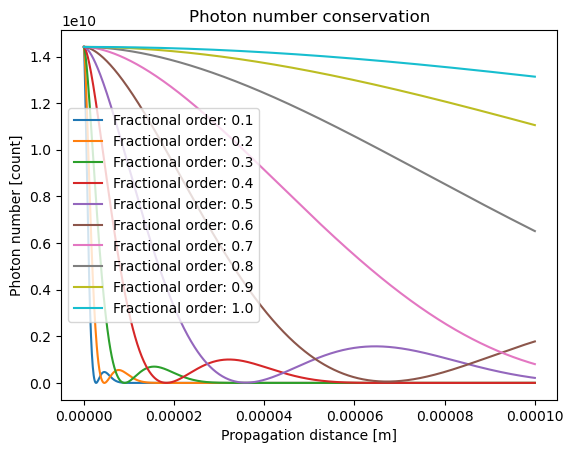 Photon number conservation
1e10
1.4
1.2
1.0
0.8
0.6
0.4
0.2
0.0
Photon number [count]
Fractional order: 0.1
Fractional order: 0.2
Fractional order: 0.3
Fractional order: 0.4
Fractional order: 0.5
Fractional order: 0.6
Fractional order: 0.7
Fractional order: 0.8
Fractional order: 0.9
Fractional order: 1.0
0.00000 0.00002 0.00004 0.00006 0.00008 0.00010
Propagation distance [m]